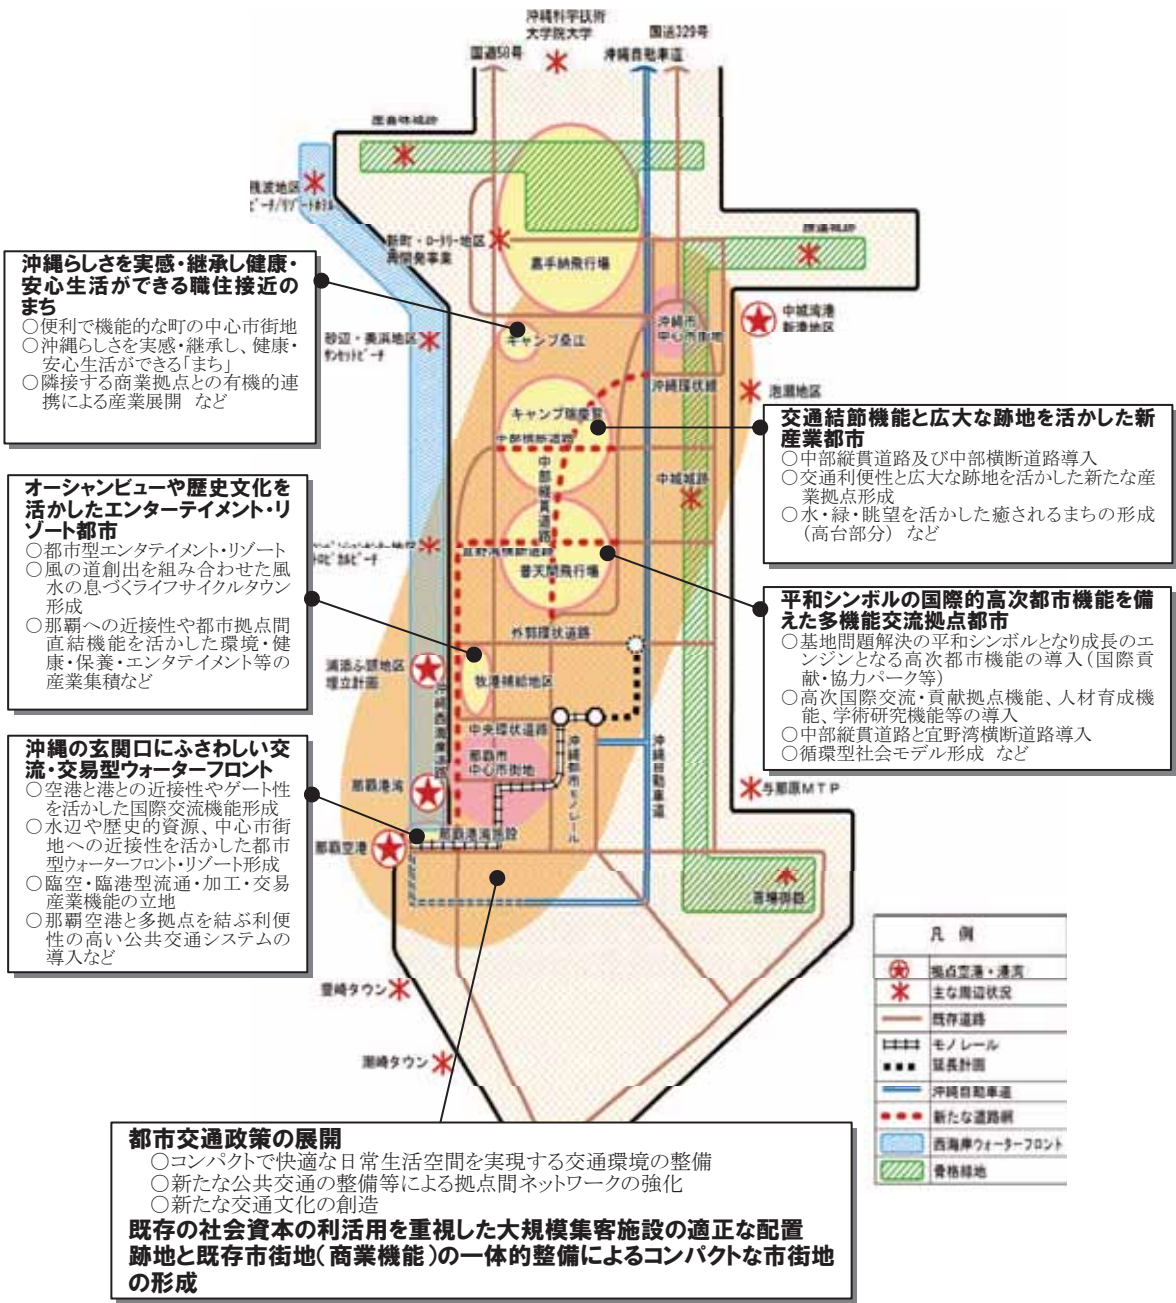 沖縄科学技術
大学院大学
国道58号
国道329号
沖縄自動車道
座喜味城跡
残波地区
ビーチ/リゾートホテル
新町・ロータリー地区
再開発事業
嘉手納飛行場
勝連城跡
中城湾港
新港地区
沖縄市
中心市街地
キャンプ桑江
砂辺・美浜地区
サンセットビーチ
沖縄環状線
泡瀬地区
キャンプ瑞慶覧
中部横断道路
中部縦貫道路
中城城跡
宜野湾横断道路
普天間飛行場
外郭環状道路
浦添ふ頭地区
埋立計画
牧港補給地区
中央環状道路
那覇市
中心市街地
沖縄都市モノレール
沖縄自動車道
那覇港湾
那覇港湾施設
那覇空港
与那原MTP
斎場御嶽
豊崎タウン
潮崎タウン
沖縄らしさを実感・継承し健康・
安心生活ができる職住接近の
まち
○便利で機能的な町の中心市街地
○沖縄らしさを実感・継承し、健康・
安心生活ができる「まち」
○隣接する商業拠点との有機的連
携による産業展開 など
オーシャンビューや歴史文化を
活かしたエンターテイメント・リ
ゾート都市
○都市型エンタテイメント・リゾート
○風の道創出を組み合わせた風
水の息づくライフサイクルタウン
形成
○那覇への近接性や都市拠点間
直結機能を活かした環境・健
康・保養・エンタテイメント等の
産業集積など
沖縄の玄関口にふさわしい交
流・交易型ウォーターフロント
○空港と港との近接性やゲート性
を活かした国際交流機能形成
○水辺や歴史的資源、中心市街
地への近接性を活かした都市
型ウォーターフロント・リゾート形成
○臨空・臨港型流通・加工・交易
産業機能の立地
○那覇空港と多拠点を結ぶ利便
性の高い公共交通システムの
導入など
交通結節機能と広大な跡地を活かした新
産業都市
○中部縦貫道路及び中部横断道路導入
○交通利便性と広大な跡地を活かした新たな産
業拠点形成
○水・緑・眺望を活かした癒されるまちの形成
(高台部分) など
平和シンボルの国際的高次都市機能を備
えた多機能交流拠点都市
○基地問題解決の平和シンボルとなり成長のエ
ンジンとなる高次都市機能の導入(国際貢
献・協力パーク等)
○高次国際交流・貢献拠点機能、人材育成機
能、学術研究機能等の導入
○中部縦貫道路と宜野湾横断道路導入
○循環型社会モデル形成 など
凡 例
拠点空港・港湾
主な周辺状況
既存道路
モノレール
延長計画
沖縄自動車道
新たな道路網
西海岸ウォーターフロント
骨格緑地
都市交通政策の展開
○コンパクトで快適な日常生活空間を実現する交通環境の整備
○新たな公共交通の整備等による拠点間ネットワークの強化
○新たな交通文化の創造
既存の社会資本の利活用を重視した大規模集客施設の適正な配置
跡地と既存市街地(商業機能)の一体的整備によるコンパクトな市街地
の形成